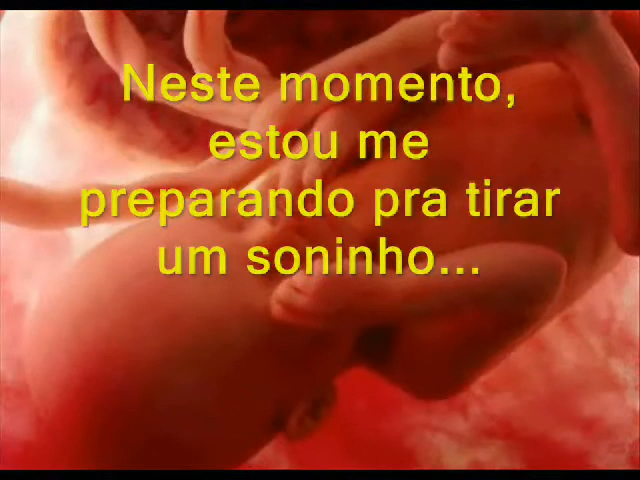 Neste momento,
estou me
preparando pra tirar
um soninho...